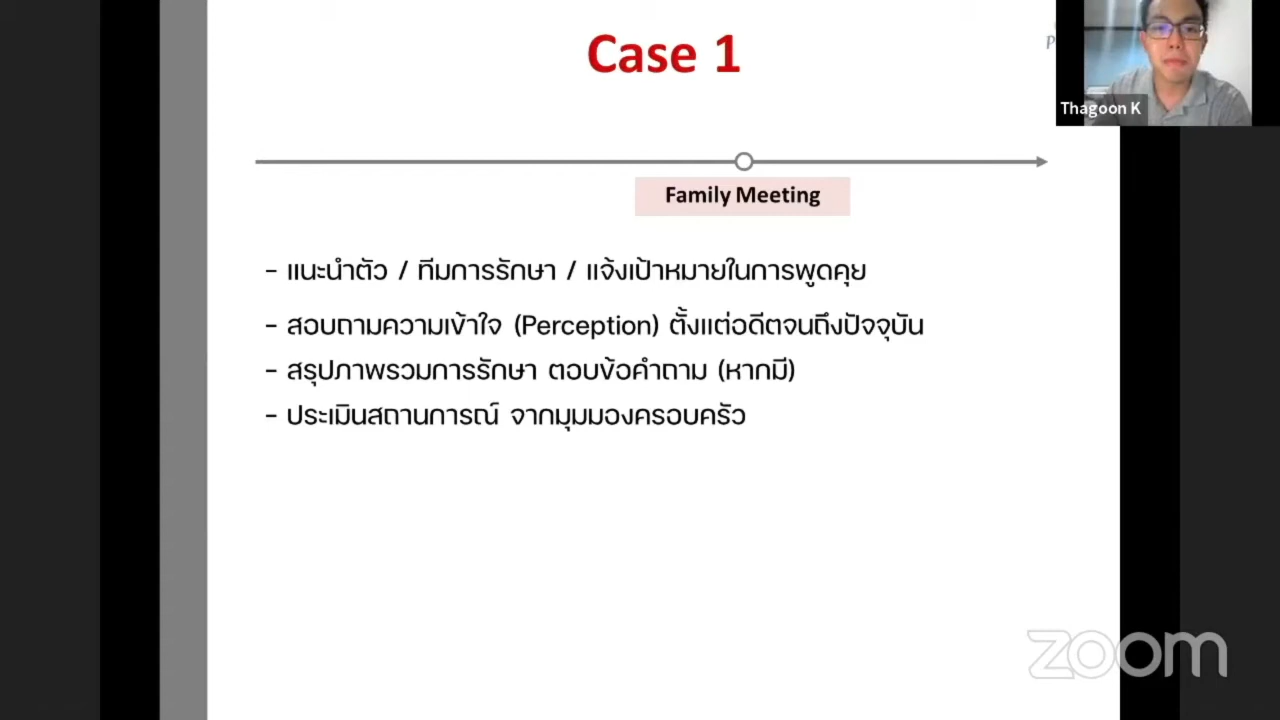 Case 1
Thagoon K
Family Meeting
- แนะนำตัว / ทีมการรักษา / แจ้งเป้าหมายในการพูดคุย
- สอบถามความเข้าใจ (Perception) ตั้งแต่อดีตจนถึงปัจจุบัน
- สรุปภาพรวมการรักษา ตอบข้อคำถาม (หากมี)
- ประเมินสถานการณ์ จากมุมมองครอบครัว
zoom